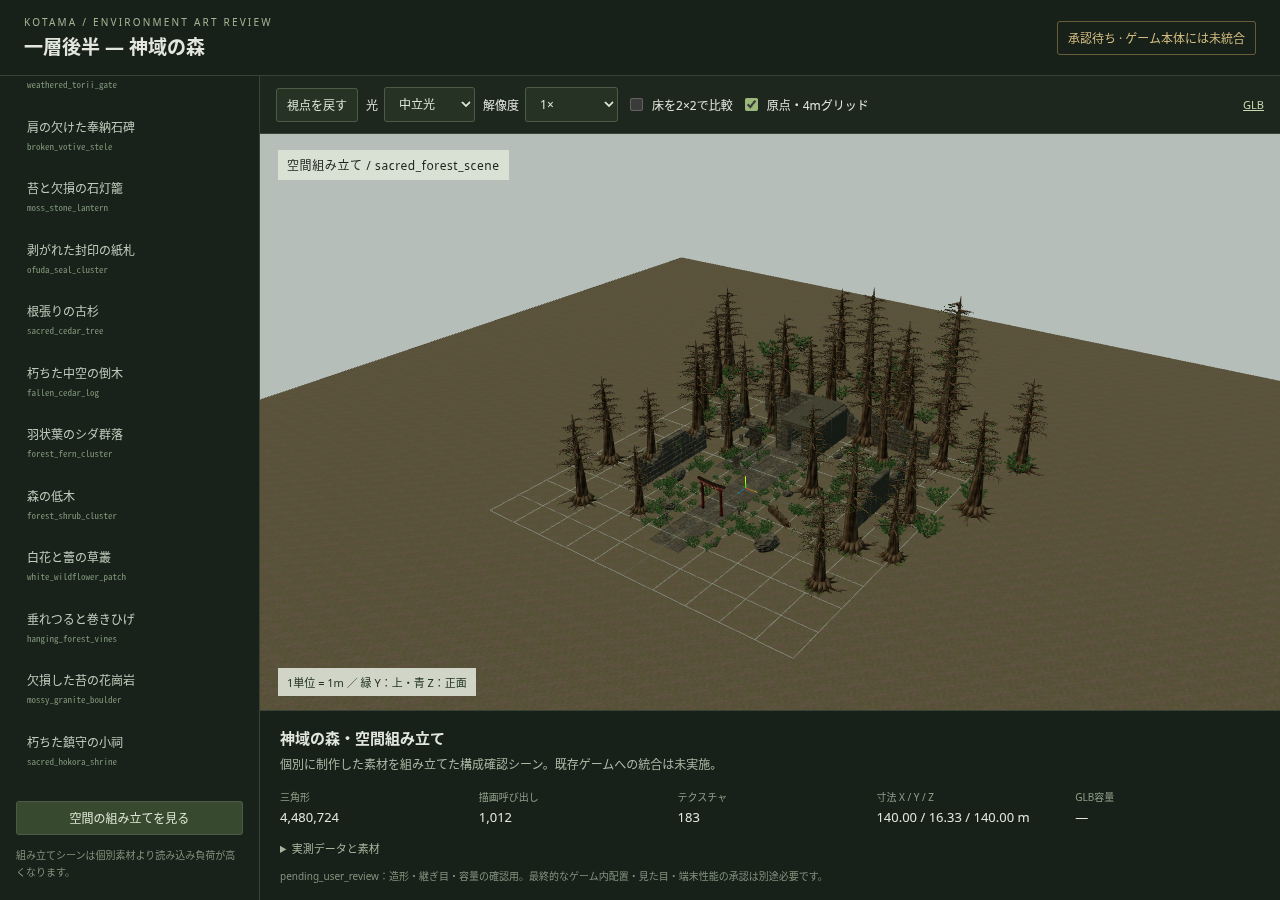 KOTAMA / ENVIRONMENT ART REVIEW
一層後半 — 神域の森
承認待ち · ゲーム本体には未統合
weathered_torii_gate
肩の欠けた奉納石碑
broken_votive_stele
苔と欠損の石灯籠
moss_stone_lantern
剥がれた封印の紙札
ofuda_seal_cluster
根張りの古杉
sacred_cedar_tree
朽ちた中空の倒木
fallen_cedar_log
羽状葉のシダ群落
forest_fern_cluster
森の低木
forest_shrub_cluster
白花と蕾の草叢
white_wildflower_patch
垂れつると巻きひげ
hanging_forest_vines
欠損した苔の花崗岩
mossy_granite_boulder
朽ちた鎮守の小祠
sacred_hokora_shrine
空間の組み立てを見る
組み立てシーンは個別素材より読み込み負荷が高
くなります。
視点を戻す 光 中立光 解像度 1× 床を2×2で比較 原点・4mグリッド GLB
空間組み立て / sacred_forest_scene
1単位 = 1m ／ 緑 Y：上・青 Z：正面
神域の森・空間組み立て
個別に制作した素材を組み立てた構成確認シーン。既存ゲームへの統合は未実施。
三角形 描画呼び出し テクスチャ 寸法 X / Y / Z GLB容量
4,480,724 1,012 183 140.00 / 16.33 / 140.00 m —
▶ 実測データと素材
pending_user_review：造形・継ぎ目・容量の確認用。最終的なゲーム内配置・見た目・端末性能の承認は別途必要です。